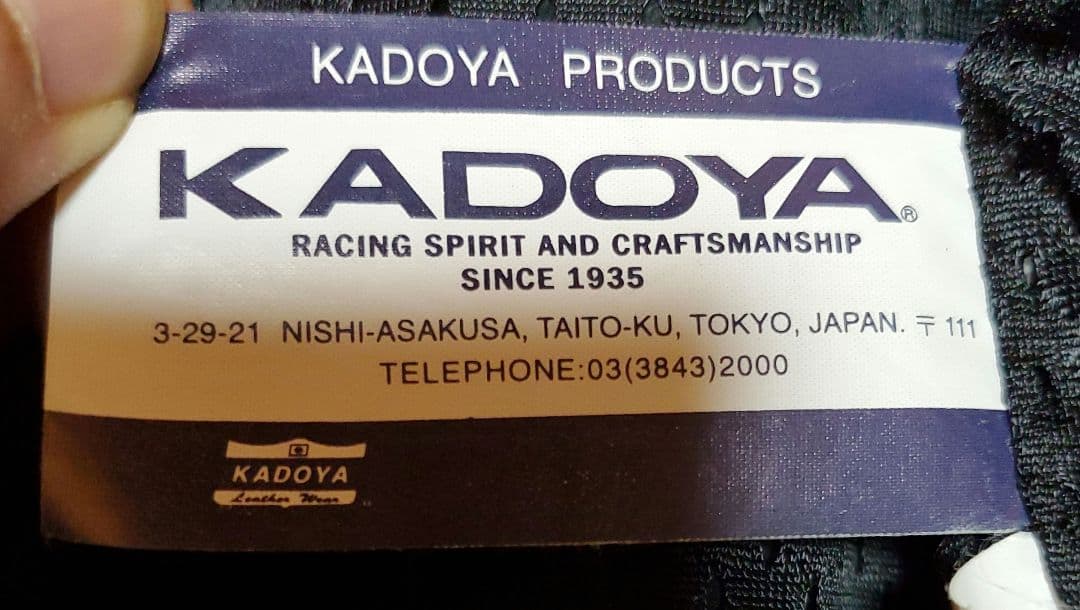 KADOYA PRODUCTS
KADOYA®
RACING SPIRIT AND CRAFTSMANSHIP
SINCE 1935
3-29-21 NISHI-ASAKUSA, TAITO-KU, TOKYO, JAPAN. 〒 111
TELEPHONE:03(3843)2000
KADOYA
Leather Wear